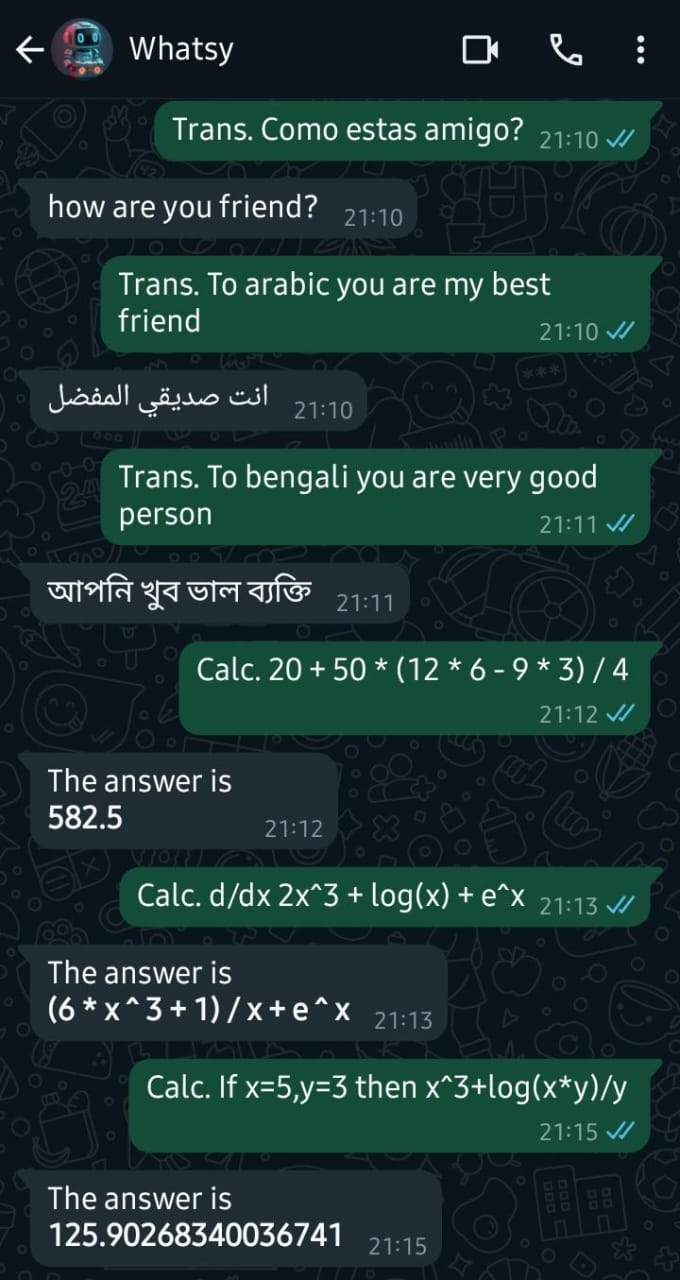 Whatsy
Trans. Como estas amigo? 21:10
how are you friend? 21:10
Trans. To arabic you are my best
friend 21:10
انت صديقي المفضل 21:10
Trans. To bengali you are very good
person 21:11
আপনি খুব ভাল ব্যক্তি 21:11
Calc. 20 + 50 * (12 * 6 - 9 * 3) / 4
21:12
The answer is
582.5 21:12
Calc. d/dx 2x^3 + log(x) + e^x 21:13
The answer is
(6 * x ^ 3 + 1) / x + e ^ x 21:13
Calc. If x=5,y=3 then x^3+log(x*y)/y
21:15
The answer is
125.90268340036741 21:15